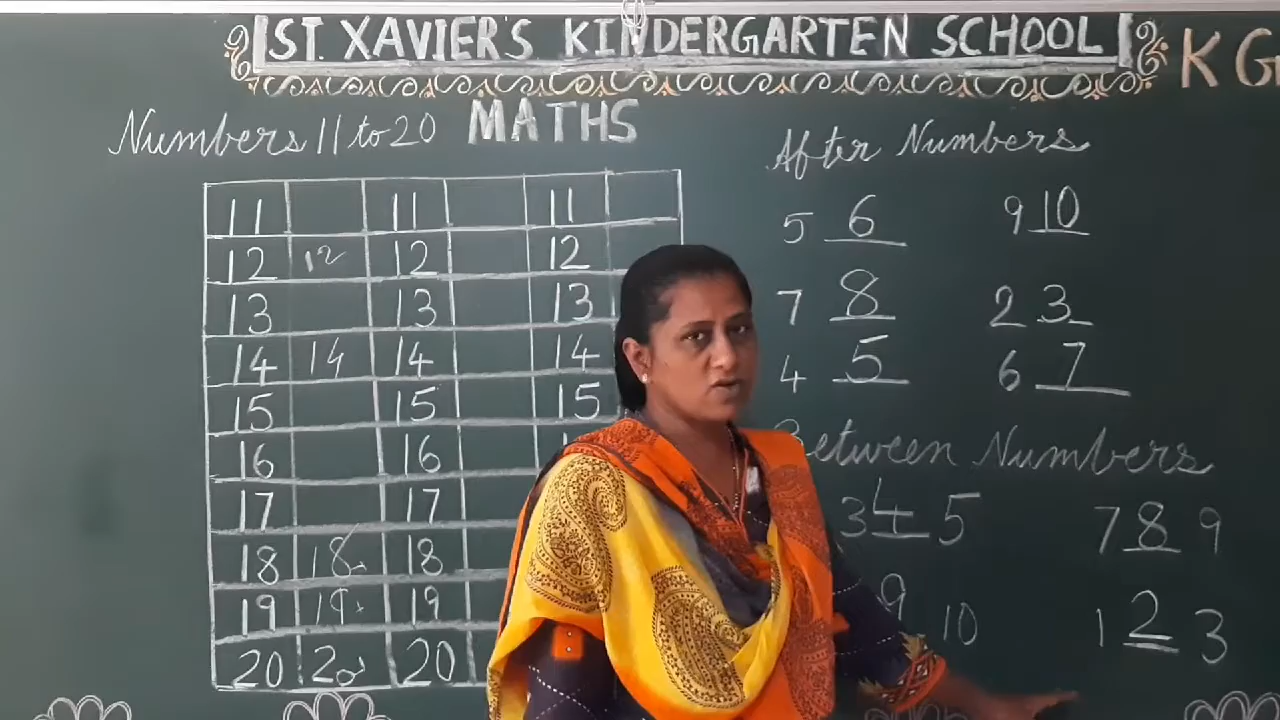 ST. XAVIER'S KINDERGARTEN SCHOOL
KG
MATHS
Numbers 11 to 20
11 11 11
12 12 12 12
13 13 13
14 14 14 14
15 15 15
16 16
17 17
18 18 18
19 19 19
20 20 20
After Numbers
5 6 9 10
7 8 2 3
4 5 6 7
Between Numbers
3 4 5 7 8 9
9 10 1 2 3